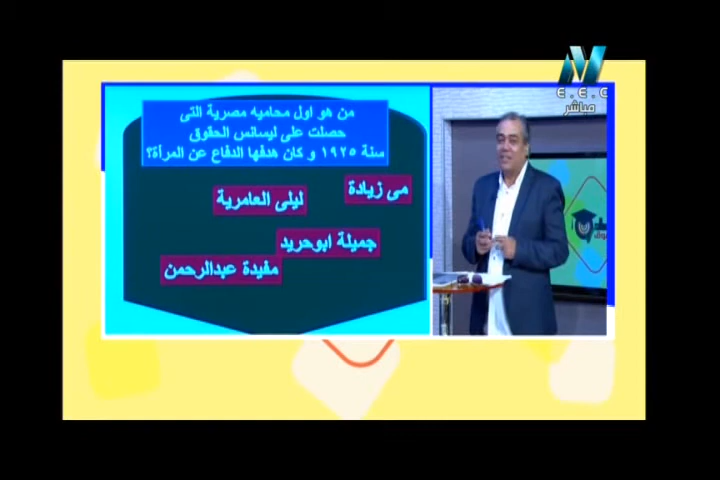 من هو اول محاميه مصرية التى
حصلت على ليسانس الحقوق
سنة ١٩٢٥ و كان هدفها الدفاع عن المرأة؟
مى زيادة
ليلى العامرية
جميلة ابوحريد
مفيدة عبدالرحمن
E.E.C
مباشر